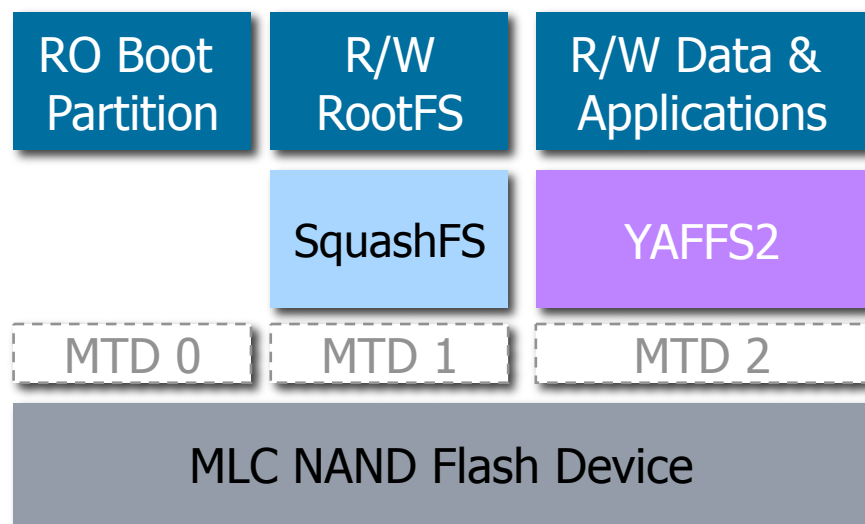 RO Boot
Partition
R/W
RootFS
R/W Data &
Applications
SquashFS
YAFFS2
MTD 0
MTD 1
MTD 2
MLC NAND Flash Device